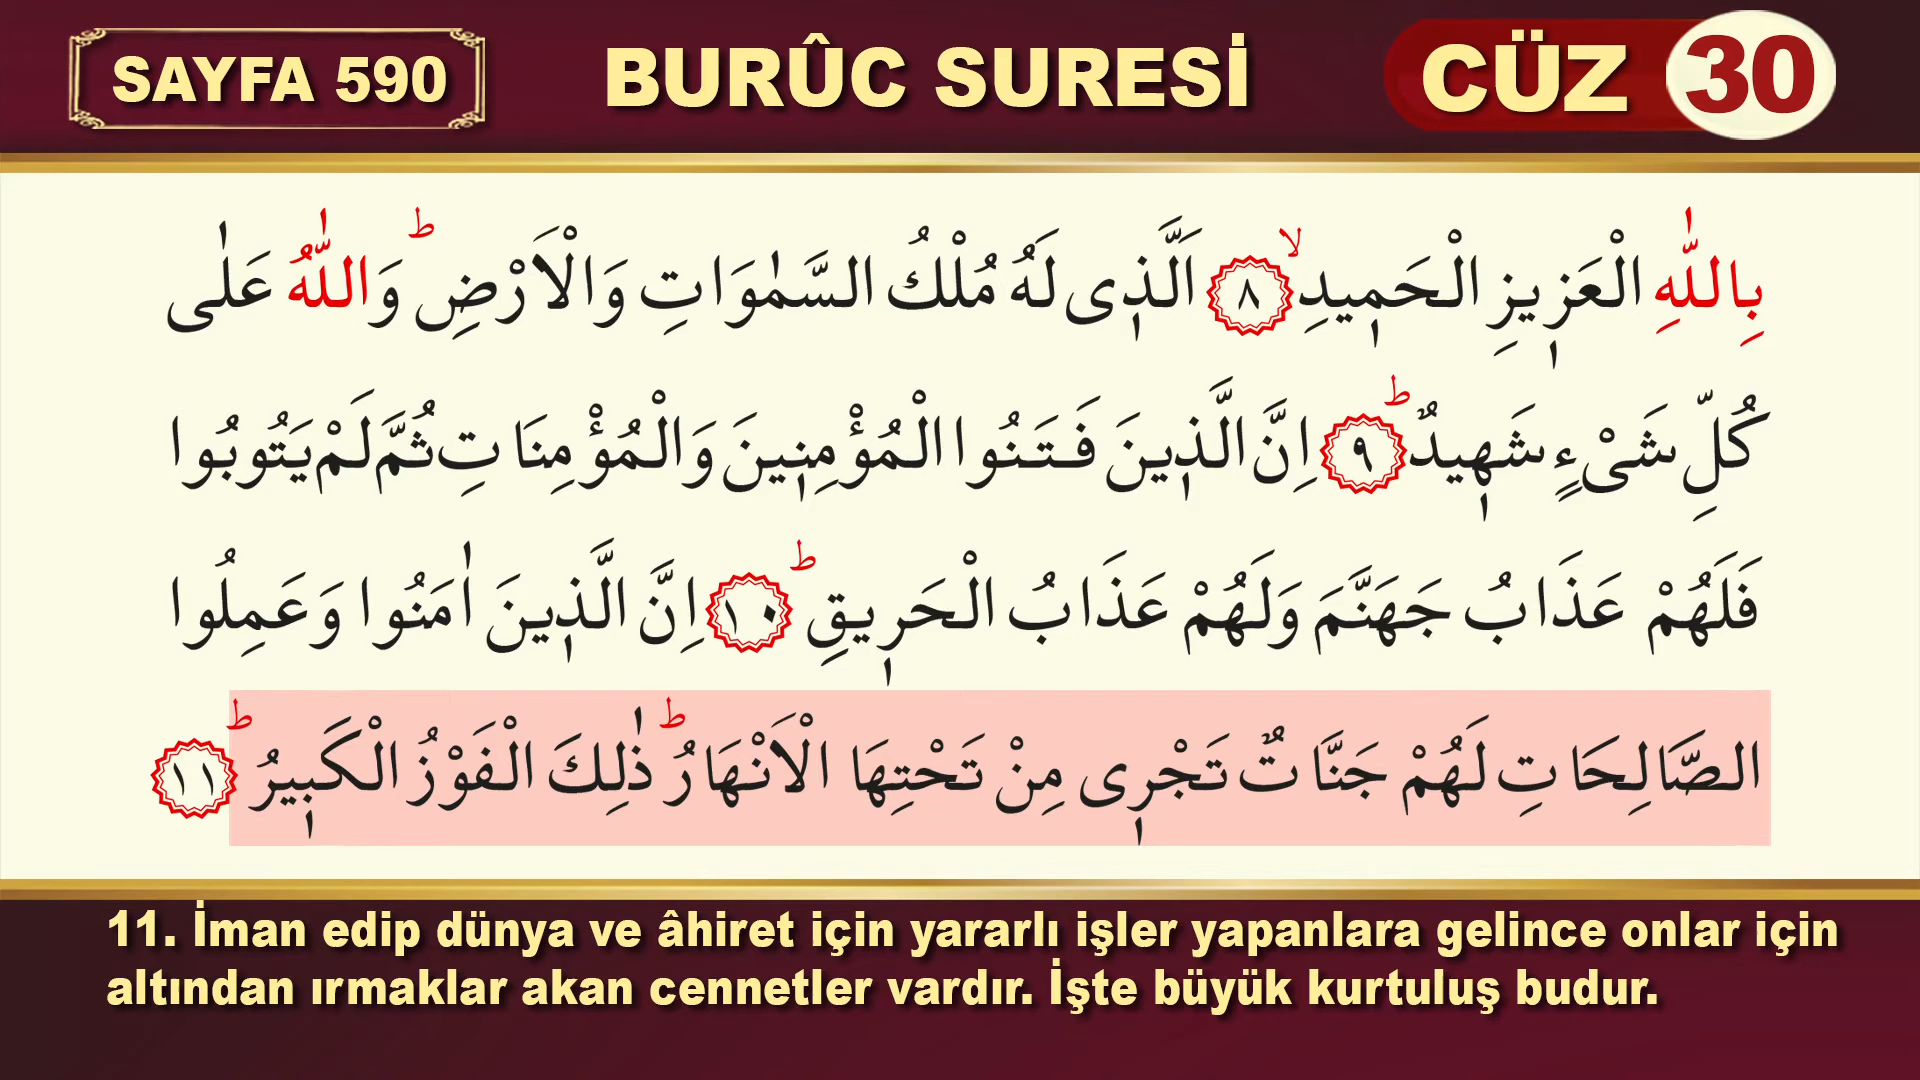 SAYFA 590
BURÛC SURESİ
CÜZ 30
بِاللّٰهِ الْعَز۪يزِ الْحَم۪يدِۙ ﴿٨﴾ اَلَّذ۪ي لَهُ مُلْكُ السَّمٰوَاتِ وَالْاَرْضِۜ وَاللّٰهُ عَلٰى
كُلِّ شَيْءٍ شَه۪يدٌۜ ﴿٩﴾ اِنَّ الَّذ۪ينَ فَتَنُوا الْمُؤْمِن۪ينَ وَالْمُؤْمِنَاتِ ثُمَّ لَمْ يَتُوبُوا
فَلَهُمْ عَذَابُ جَهَنَّمَ وَلَهُمْ عَذَابُ الْحَر۪يقِۜ ﴿١٠﴾ اِنَّ الَّذ۪ينَ اٰمَنُوا وَعَمِلُوا
الصَّالِحَاتِ لَهُمْ جَنَّاتٌ تَجْر۪ي مِنْ تَحْتِهَا الْاَنْهَارُۜ ذٰلِكَ الْفَوْزُ الْكَب۪يرُۜ ﴿١١﴾
11. İman edip dünya ve âhiret için yararlı işler yapanlara gelince onlar için
altından ırmaklar akan cennetler vardır. İşte büyük kurtuluş budur.